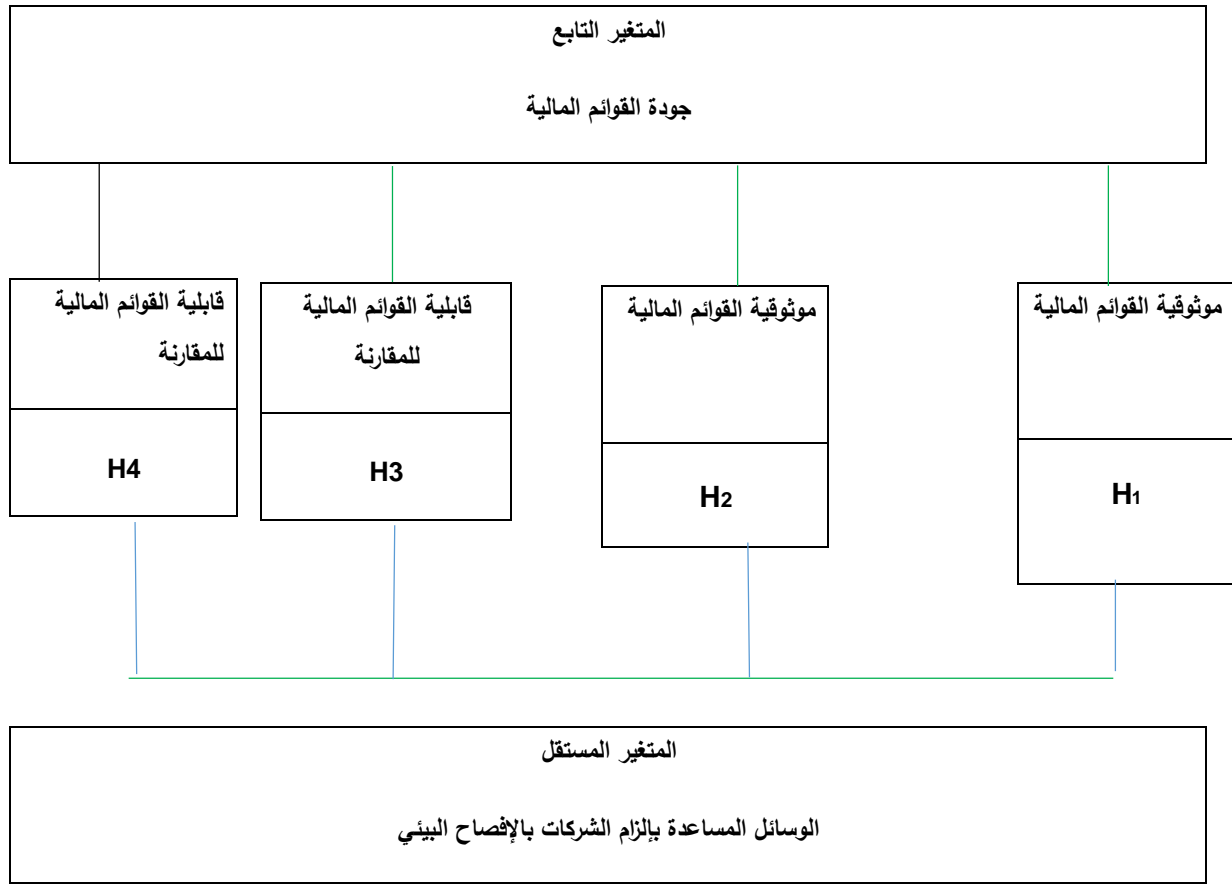 المتغير التابع
جودة القوائم المالية
موثوقية القوائم المالية
H1
موثوقية القوائم المالية
H2
قابلية القوائم المالية
للمقارنة
H3
قابلية القوائم المالية
للمقارنة
H4
المتغير المستقل
الوسائل المساعدة بإلزام الشركات بالإفصاح البيئي